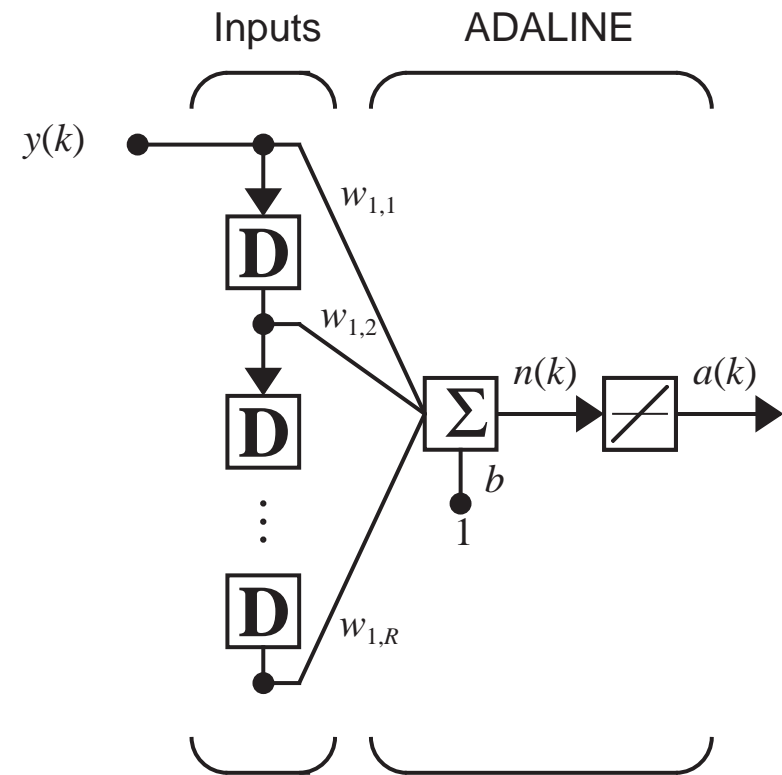 Inputs ADALINE
y(k)
w1,1
D
w1,2
n(k) a(k)
Σ
D
b
1
⋮
D
w1,R